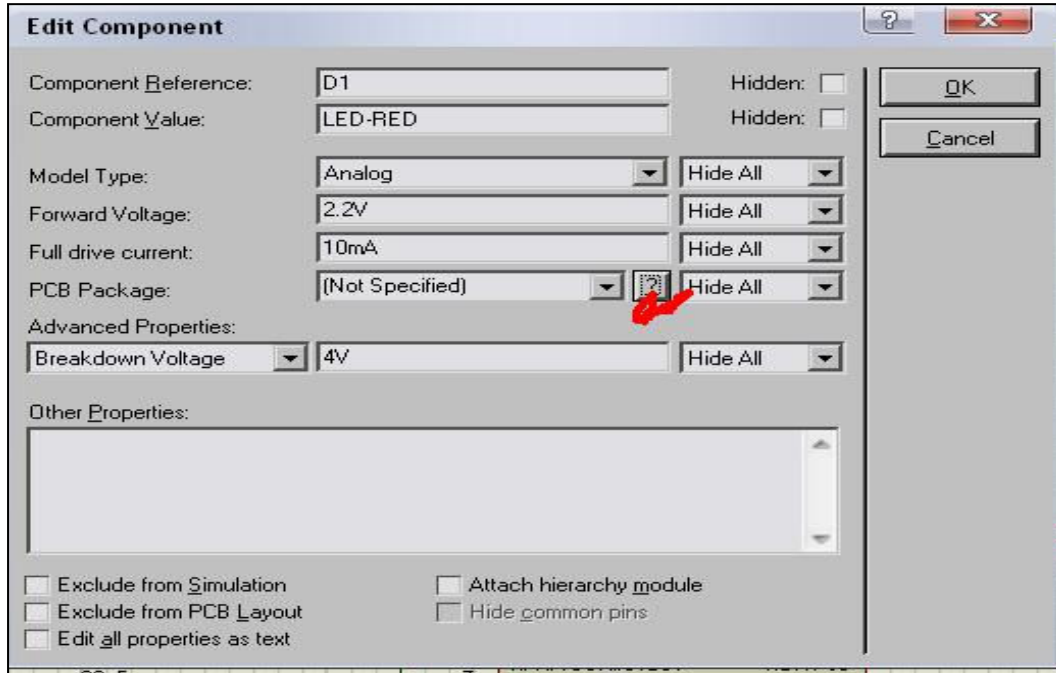 Edit Component
Component Reference: D1 Hidden:
Component Value: LED-RED Hidden:
OK
Cancel
Model Type: Analog Hide All
Forward Voltage: 2.2V Hide All
Full drive current: 10mA Hide All
PCB Package: (Not Specified) ? Hide All
Advanced Properties:
Breakdown Voltage 4V Hide All
Other Properties:
Exclude from Simulation Attach hierarchy module
Exclude from PCB Layout Hide common pins
Edit all properties as text